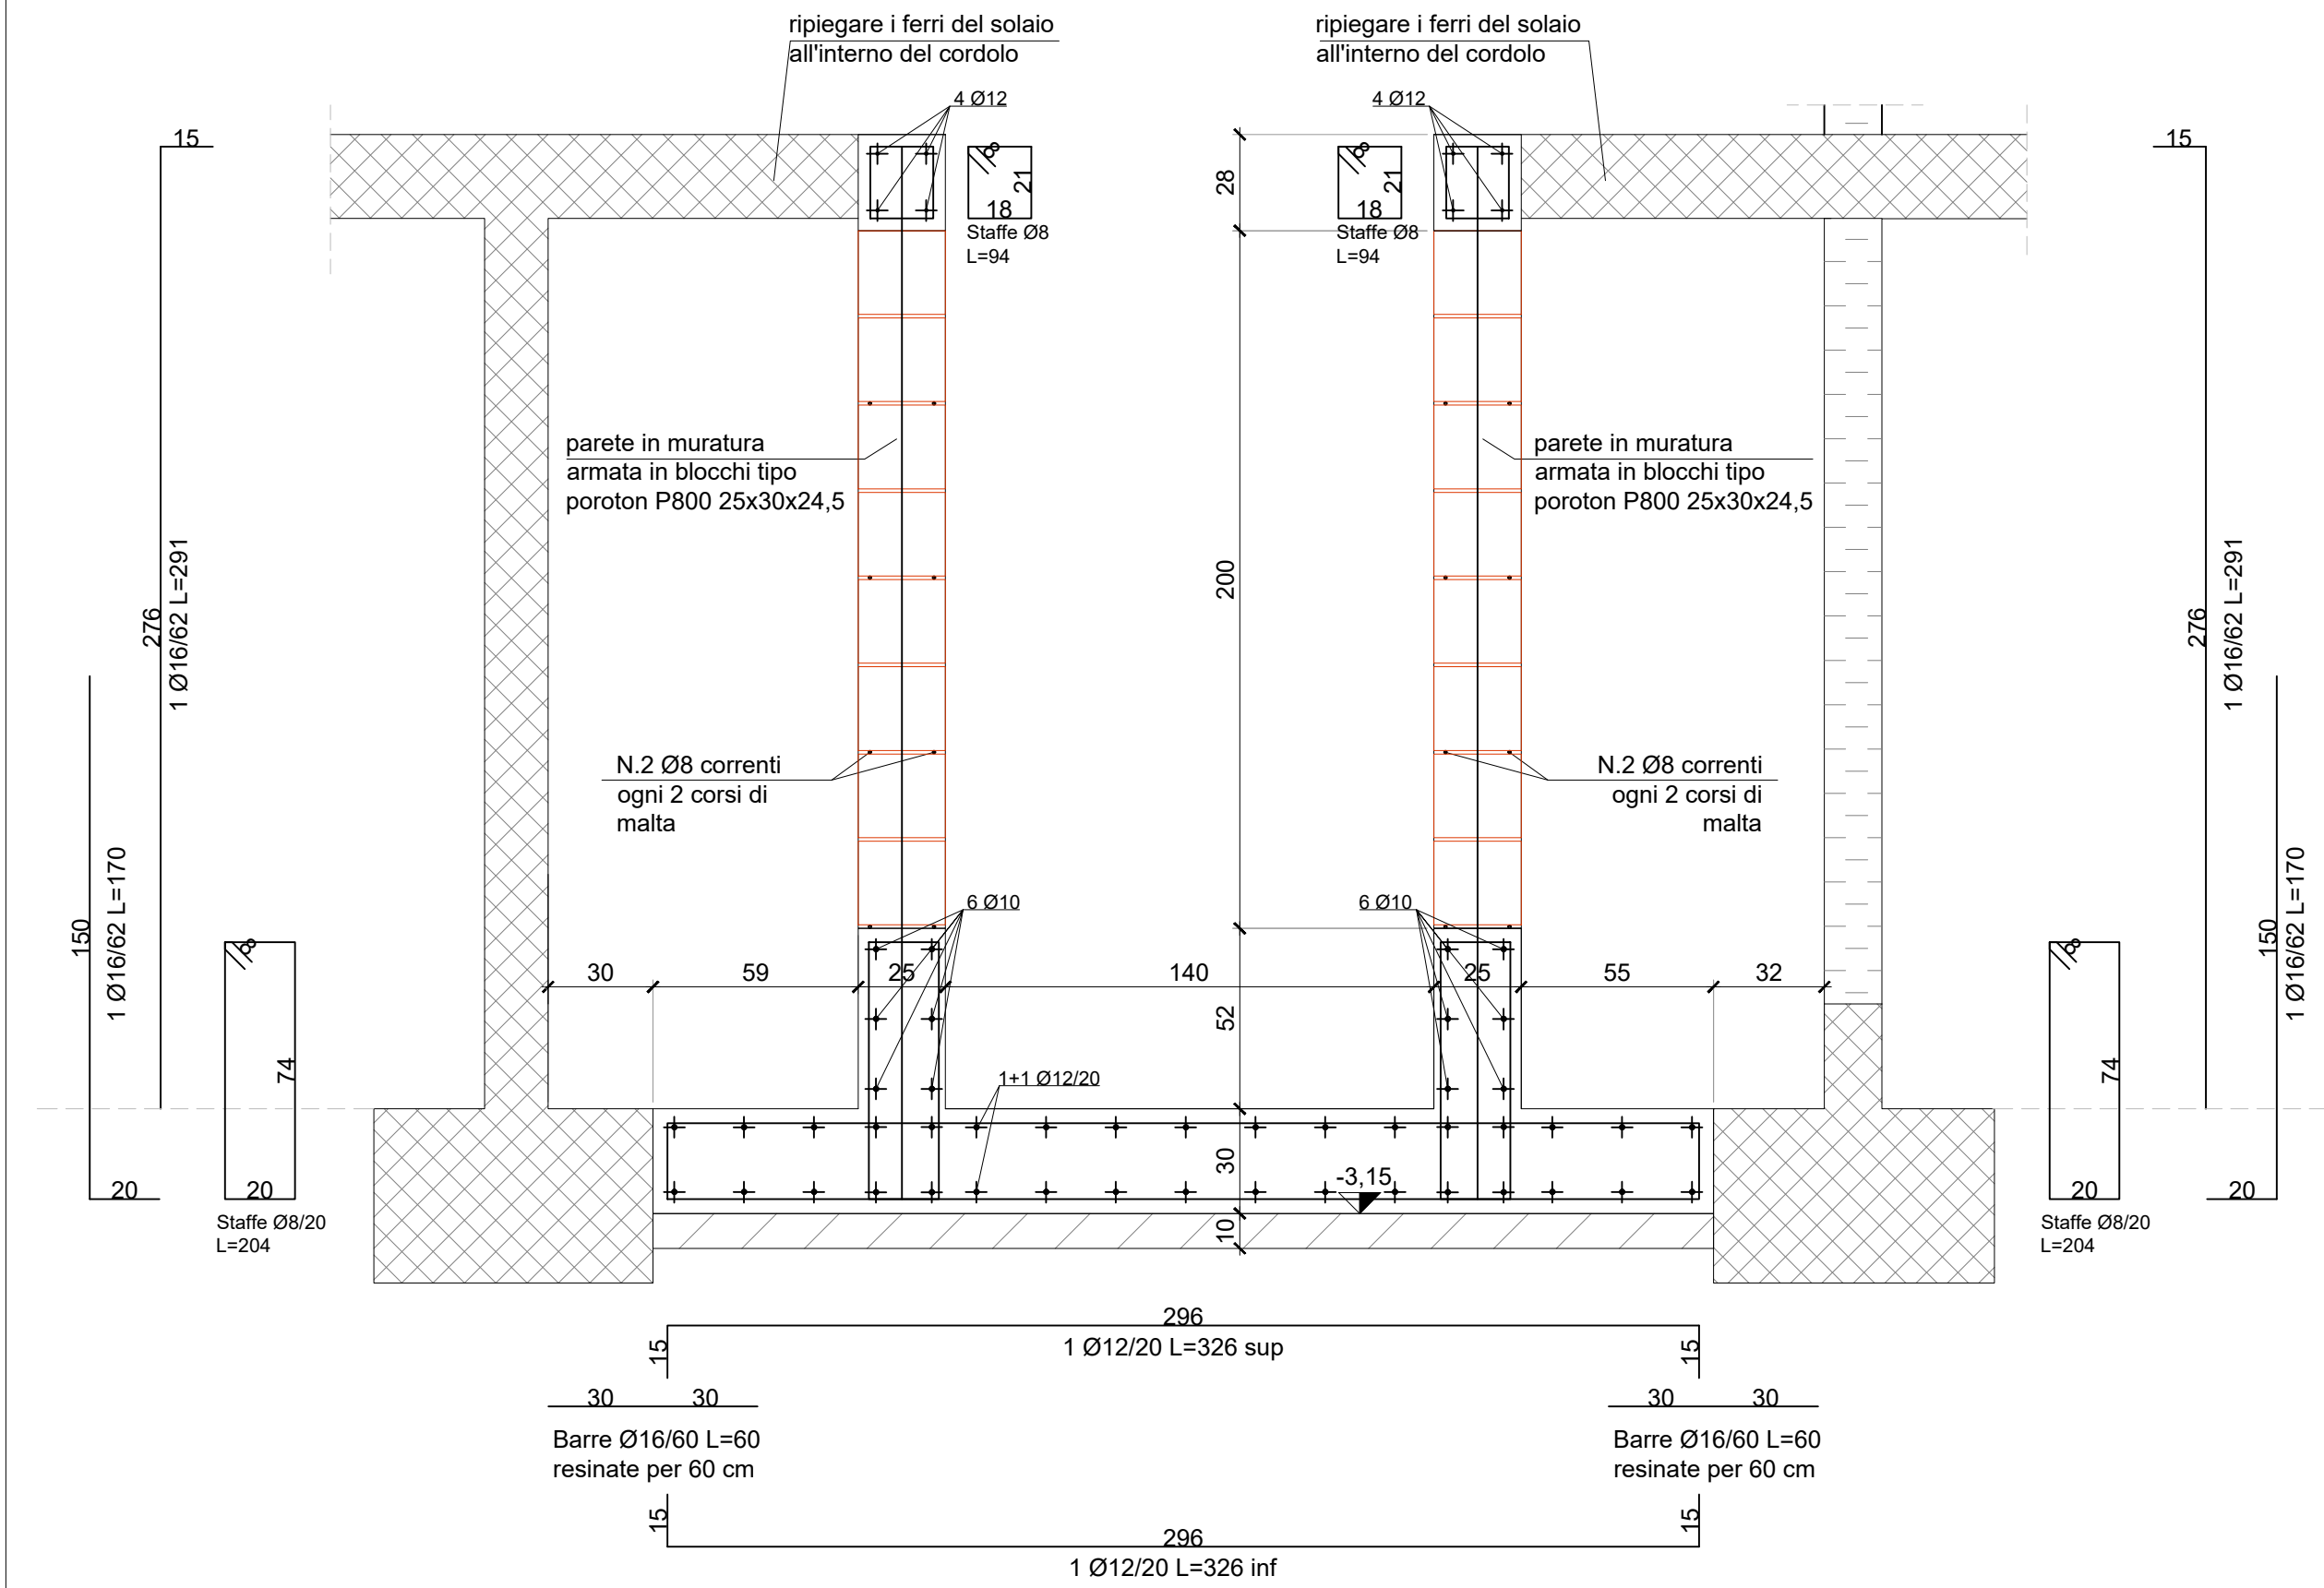 ripiegare i ferri del solaio
all'interno del cordolo
ripiegare i ferri del solaio
all'interno del cordolo
4 Ø12
4 Ø12
15
15
8
21
18
Staffe Ø8
L=94
28
8
21
18
Staffe Ø8
L=94
parete in muratura
armata in blocchi tipo
poroton P800 25x30x24,5
parete in muratura
armata in blocchi tipo
poroton P800 25x30x24,5
276
1 Ø16/62 L=291
200
276
1 Ø16/62 L=291
N.2 Ø8 correnti
ogni 2 corsi di
malta
N.2 Ø8 correnti
ogni 2 corsi di
malta
150
1 Ø16/62 L=170
6 Ø10
6 Ø10
150
1 Ø16/62 L=170
8
8
30
59
25
140
25
55
32
52
74
74
1+1 Ø12/20
30
-3,15
20
20
20
20
Staffe Ø8/20
L=204
10
Staffe Ø8/20
L=204
296
15
1 Ø12/20 L=326 sup
15
30
30
30
30
Barre Ø16/60 L=60
resinate per 60 cm
Barre Ø16/60 L=60
resinate per 60 cm
15
296
15
1 Ø12/20 L=326 inf